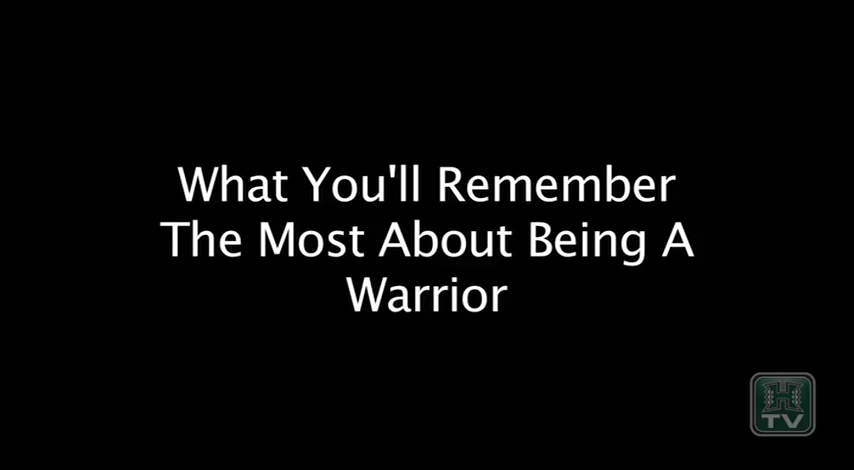 What You'll Remember
The Most About Being A
Warrior
H
TV